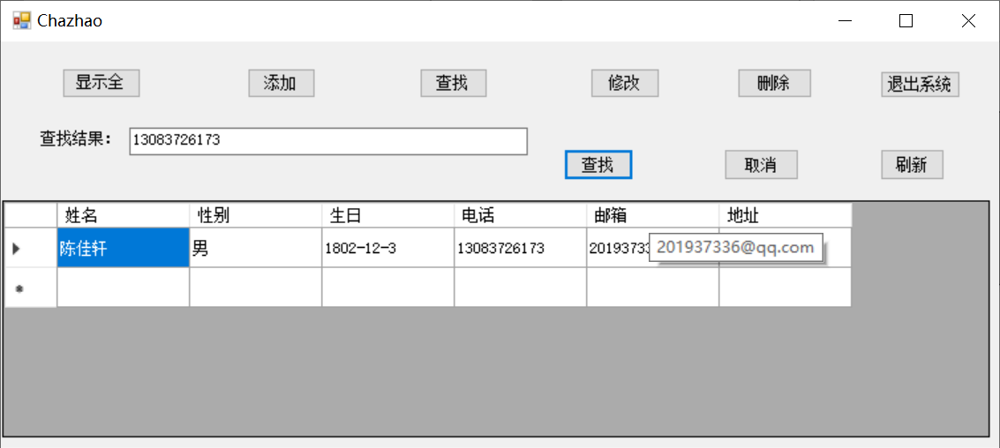 Chazhao
显示全 添加 查找 修改 删除 退出系统
查找结果： 13083726173
查找 取消 刷新
姓名 性别 生日 电话 邮箱 地址
陈佳轩 男 1802-12-3 13083726173 20193733 201937336@qq.com